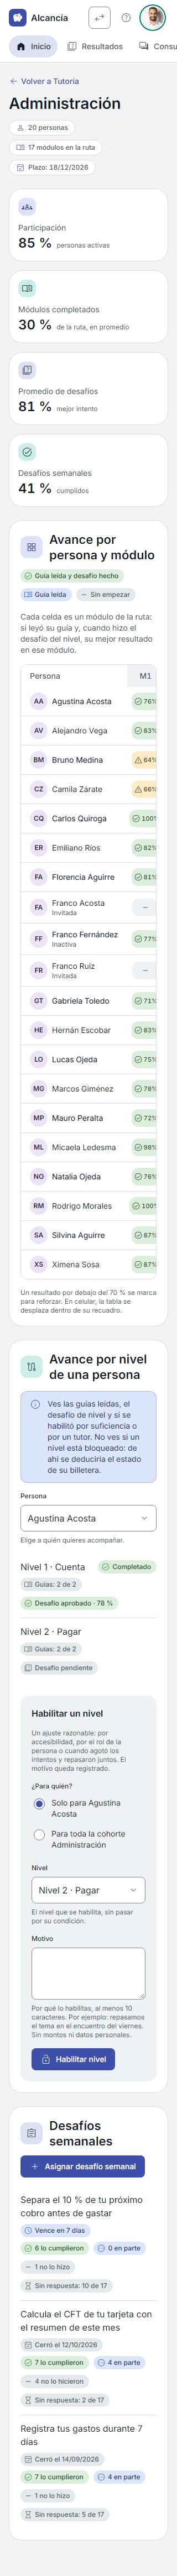 Alcancía
Inicio
Resultados
Consu
Volver a Tutoría
Administración
20 personas
17 módulos en la ruta
Plazo: 18/12/2026
Participación
85 % personas activas
Módulos completados
30 % de la ruta, en promedio
Promedio de desafíos
81 % mejor intento
Desafíos semanales
41 % cumplidos
Avance por
persona y módulo
Guía leída y desafío hecho
Guía leída
Sin empezar
Cada celda es un módulo de la ruta:
si leyó su guía y, cuando hizo el
desafío del nivel, su mejor resultado
en ese módulo.
Persona M1
AA Agustina Acosta 76%
AV Alejandro Vega 83%
BM Bruno Medina 64%
CZ Camila Zárate 66%
CQ Carlos Quiroga 100%
ER Emiliano Ríos 82%
FA Florencia Aguirre 81%
FA Franco Acosta –
Invitada
FF Franco Fernández 77%
Inactiva
FR Franco Ruiz –
Invitada
GT Gabriela Toledo 71%
HE Hernán Escobar 83%
LO Lucas Ojeda 75%
MG Marcos Giménez 78%
MP Mauro Peralta 72%
ML Micaela Ledesma 98%
NO Natalia Ojeda 76%
RM Rodrigo Morales 100%
SA Silvina Aguirre 87%
XS Ximena Sosa 87%
Un resultado por debajo del 70 % se marca
para reforzar. En celular, la tabla se
desplaza dentro de su recuadro.
Avance por nivel
de una persona
Ves las guías leídas, el
desafío de nivel y si se
habilitó por suficiencia o
por un tutor. No ves si un
nivel está bloqueado: de
ahí se deduciría el estado
de su billetera.
Persona
Agustina Acosta
Elige a quién quieres acompañar.
Nivel 1 · Cuenta
Completado
Guías: 2 de 2
Desafío aprobado · 78 %
Nivel 2 · Pagar
Guías: 2 de 2
Desafío pendiente
Habilitar un nivel
Un ajuste razonable: por
accesibilidad, por el rol de la
persona o cuando agotó los
intentos y repasaron juntos. El
motivo queda registrado.
¿Para quién?
Solo para Agustina
Acosta
Para toda la cohorte
Administración
Nivel
Nivel 2 · Pagar
El nivel que se habilita, sin pasar
por su condición.
Motivo
Por qué lo habilitas, al menos 10
caracteres. Por ejemplo: repasamos
el tema en el encuentro del viernes.
Sin montos ni datos personales.
Habilitar nivel
Desafíos
semanales
Asignar desafío semanal
Separa el 10 % de tu próximo
cobro antes de gastar
Vence en 7 días
6 lo cumplieron
0 en parte
1 no lo hizo
Sin respuesta: 10 de 17
Calcula el CFT de tu tarjeta con
el resumen de este mes
Cerró el 12/10/2026
7 lo cumplieron
4 en parte
4 no lo hicieron
Sin respuesta: 2 de 17
Registra tus gastos durante 7
días
Cerró el 14/09/2026
7 lo cumplieron
4 en parte
1 no lo hizo
Sin respuesta: 5 de 17